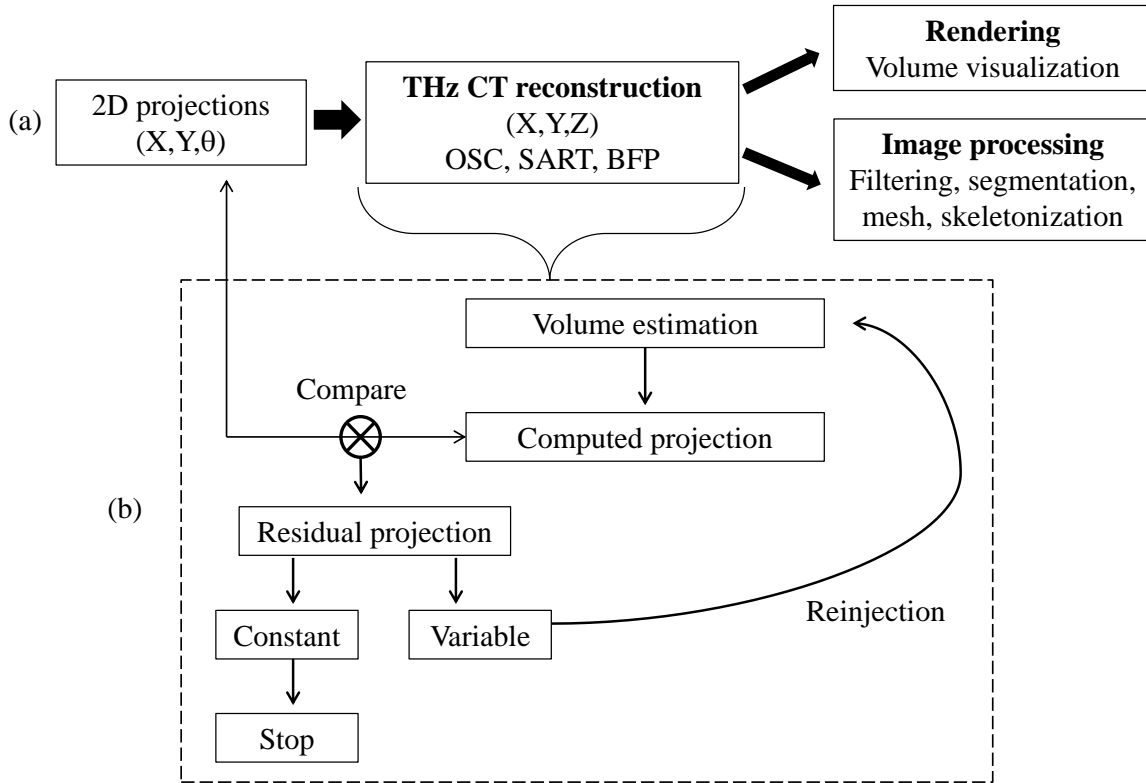 (a)
2D projections
(X,Y,θ)
THz CT reconstruction
(X,Y,Z)
OSC, SART, BFP
Rendering
Volume visualization
Image processing
Filtering, segmentation,
mesh, skeletonization
(b)
Volume estimation
Compare
Computed projection
Residual projection
Constant
Variable
Reinjection
Stop